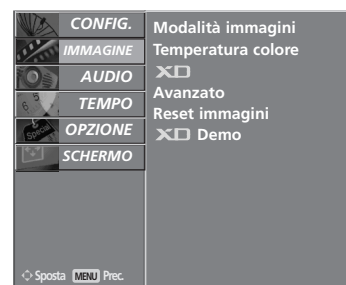 CONFIG.
IMMAGINE
AUDIO
TEMPO
OPZIONE
SCHERMO
Modalità immagini
Temperatura colore
XD
Avanzato
Reset immagini
XD Demo
Sposta MENU Prec.